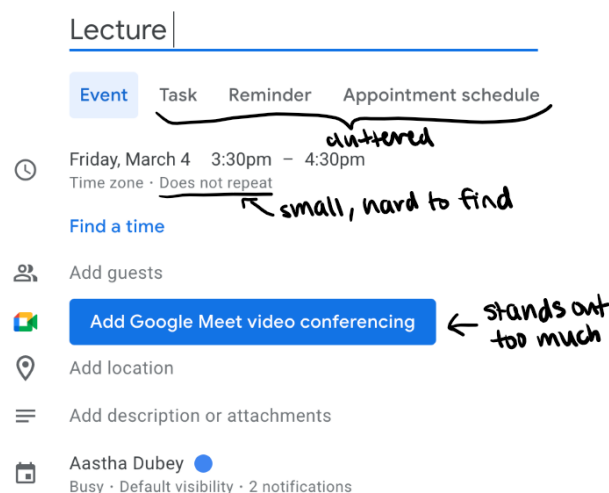 Lecture
Event Task Reminder Appointment schedule
cluttered
Friday, March 4 3:30pm – 4:30pm
Time zone · Does not repeat
small, hard to find
Find a time
Add guests
Add Google Meet video conferencing
stands out
too much
Add location
Add description or attachments
Aastha Dubey
Busy · Default visibility · 2 notifications